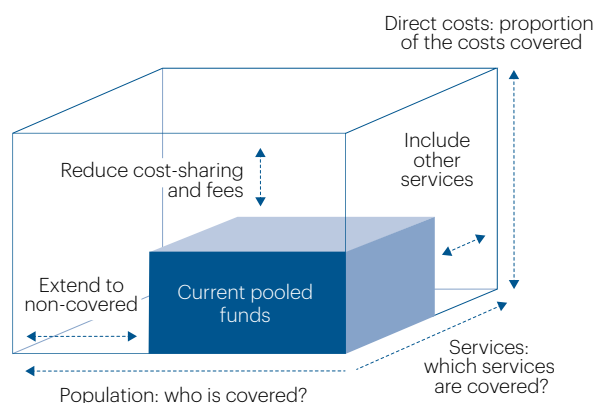 Direct costs: proportion
of the costs covered
Include
other
services
Reduce cost-sharing
and fees
Extend to
non-covered
Current pooled
funds
Services:
which services
are covered?
Population: who is covered?